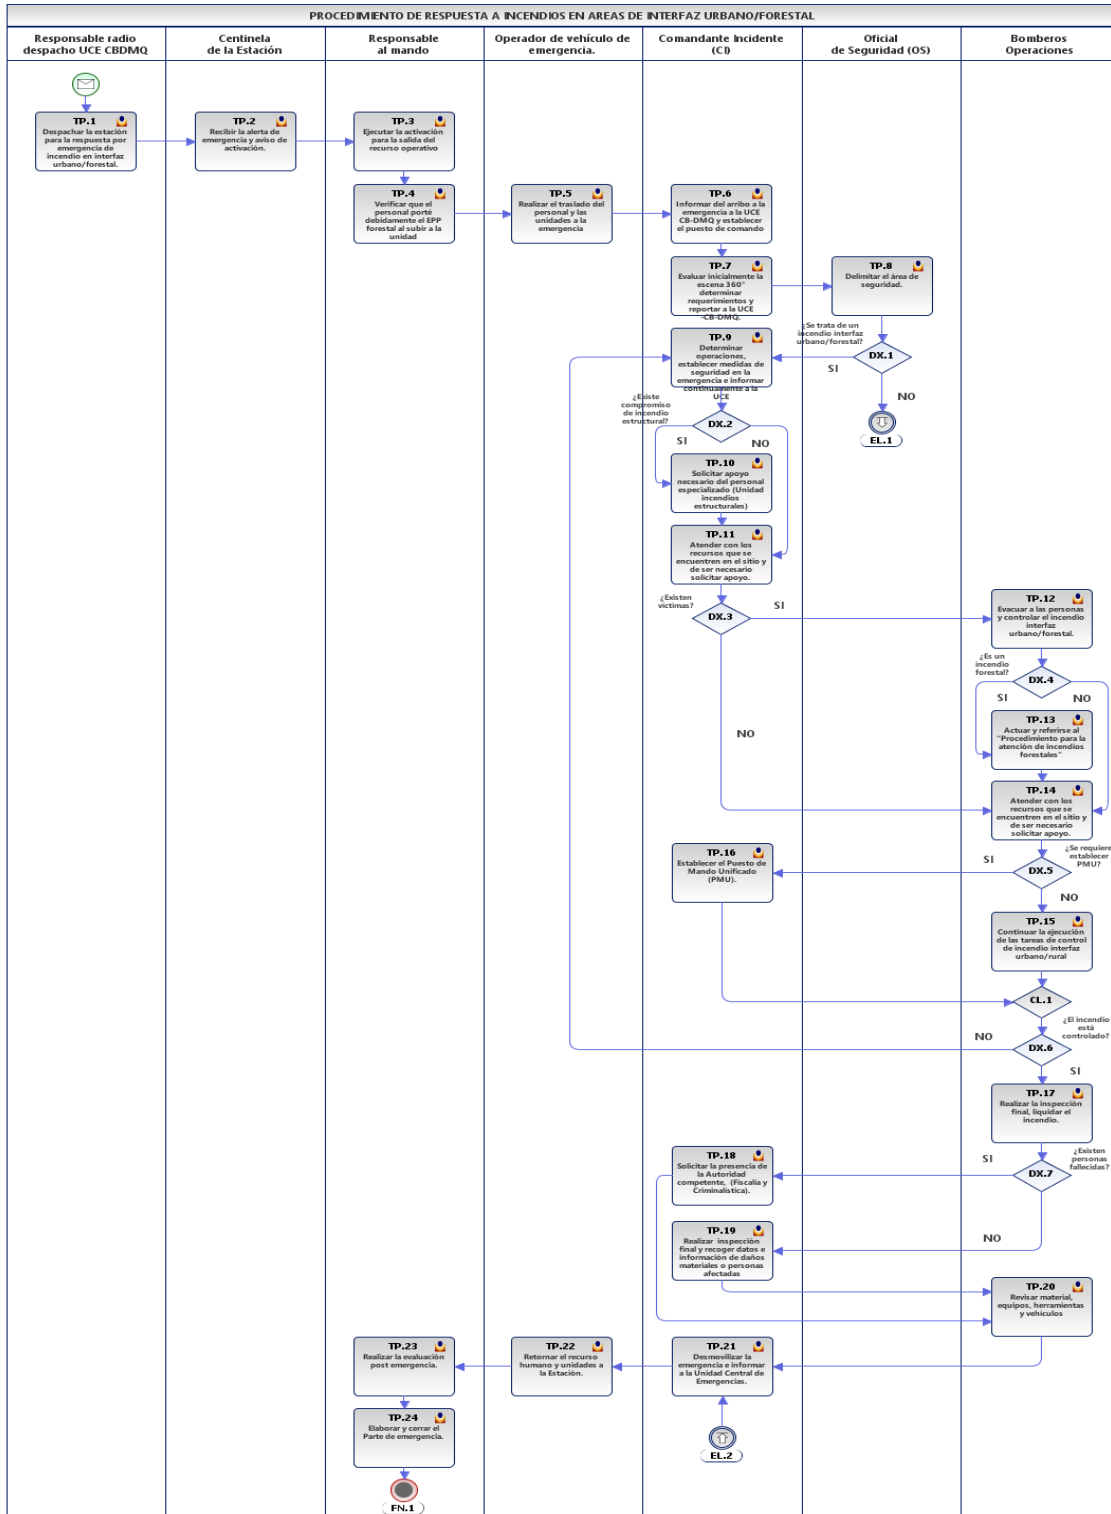 PROCEDIMIENTO DE RESPUESTA A INCENDIOS EN AREAS DE INTERFAZ URBANO/FORESTAL
Responsable radio
despacho UCE CBDMQ
Centinela
de la Estación
Responsable
al mando
Operador de vehículo de
emergencia.
Comandante Incidente
(CI)
Oficial
de Seguridad (OS)
Bomberos
Operaciones
TP.1
Despachar la estación
para la respuesta por
emergencia de
incendio en interfaz
urbano/forestal.
TP.2
Recibir la alerta de
emergencia y aviso de
activación.
TP.3
Ejecutar la activación
para la salida del
recurso operativo
TP.4
Verificar que el
personal porté
debidamente el EPP
forestal al subir a la
unidad
TP.5
Realizar el traslado del
personal y las
unidades a la
emergencia
TP.6
Informar del arribo a la
emergencia a la UCE
CB-DMQ y establecer
el puesto de comando
TP.7
Evaluar inicialmente la
escena 360°
determinar
requerimientos y
reportar a la UCE
-CB-DMQ.
TP.8
Delimitar el área de
seguridad.
¿Se trata de un
incendio interfaz
urbano/forestal?
DX.1
SI
NO
EL.1
TP.9
Determinar
operaciones,
establecer medidas de
seguridad en la
emergencia e informar
continuamente a la
UCE
¿Existe
compromiso
de incendio
estructural?
DX.2
SI
NO
TP.10
Solicitar apoyo
necesario del personal
especializado (Unidad
incendios
estructurales)
TP.11
Atender con los
recursos que se
encuentren en el sitio y
de ser necesario
solicitar apoyo.
¿Existen
víctimas?
DX.3
SI
NO
TP.12
Evacuar a las personas
y controlar el incendio
interfaz
urbano/forestal.
¿Es un
incendio
forestal?
DX.4
SI
NO
TP.13
Actuar y referirse al
"Procedimiento para la
atención de incendios
forestales"
TP.14
Atender con los
recursos que se
encuentren en el sitio y
de ser necesario
solicitar apoyo.
¿Se requiere
establecer
PMU?
DX.5
SI
NO
TP.16
Establecer el Puesto de
Mando Unificado
(PMU).
TP.15
Continuar la ejecución
de las tareas de control
de incendio interfaz
urbano/rural
CL.1
¿El incendio
está
controlado?
DX.6
NO
SI
TP.17
Realizar la inspección
final, liquidar el
incendio.
¿Existen
personas
fallecidas?
DX.7
SI
NO
TP.18
Solicitar la presencia de
la Autoridad
competente, (Fiscalía y
Criminalística).
TP.19
Realizar inspección
final y recoger datos e
información de daños
materiales o personas
afectadas
TP.20
Revisar material,
equipos, herramientas
y vehículos
TP.21
Desmovilizar la
emergencia e informar
a la Unidad Central de
Emergencias.
TP.22
Retornar el recurso
humano y unidades a
la Estación.
TP.23
Realizar la evaluación
post emergencia.
TP.24
Elaborar y cerrar el
Parte de emergencia.
EL.2
FN.1